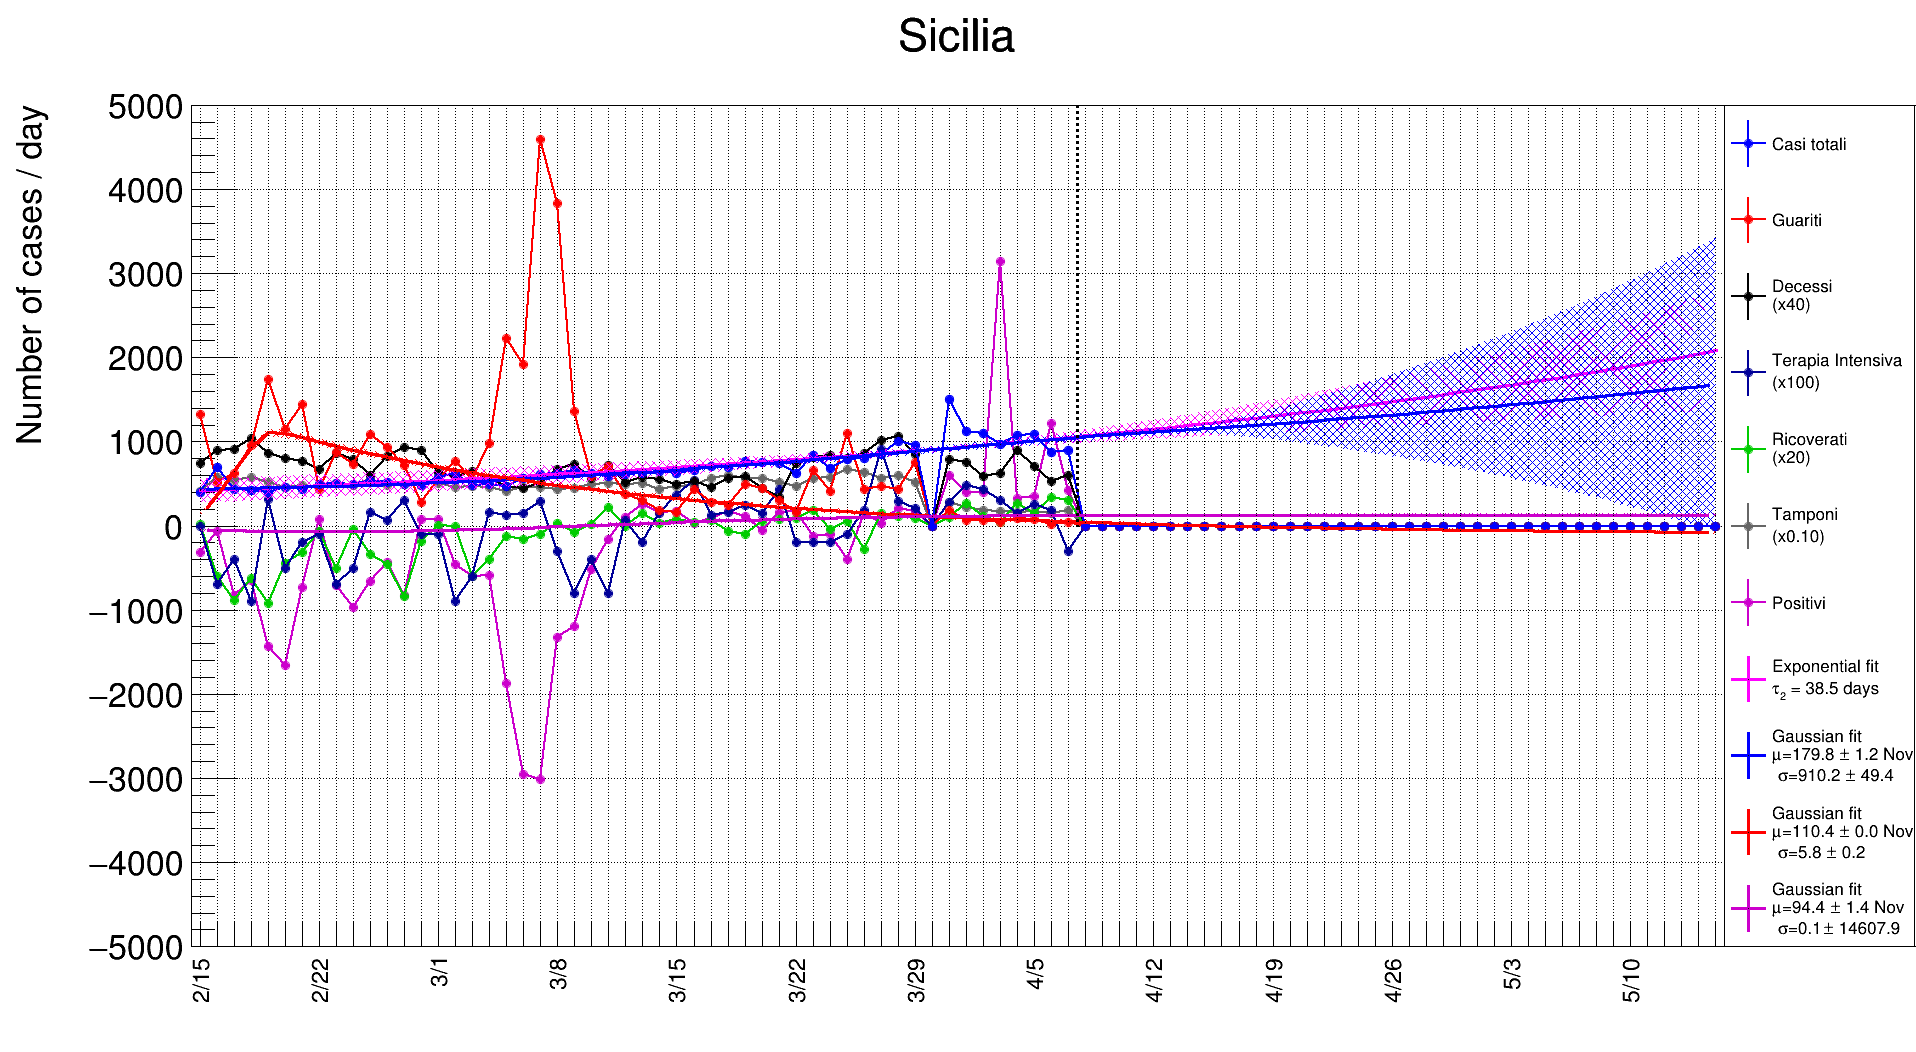 Sicilia
Number of cases / day
5000
4000
3000
2000
1000
0
−1000
−2000
−3000
−4000
−5000
2/15
2/22
3/1
3/8
3/15
3/22
3/29
4/5
4/12
4/19
4/26
5/3
5/10
Casi totali
Guariti
Decessi
(x40)
Terapia Intensiva
(x100)
Ricoverati
(x20)
Tamponi
(x0.10)
Positivi
Exponential fit
τ2 = 38.5 days
Gaussian fit
μ=179.8 ± 1.2 Nov
σ=910.2 ± 49.4
Gaussian fit
μ=110.4 ± 0.0 Nov
σ=5.8 ± 0.2
Gaussian fit
μ=94.4 ± 1.4 Nov
σ=0.1 ± 14607.9